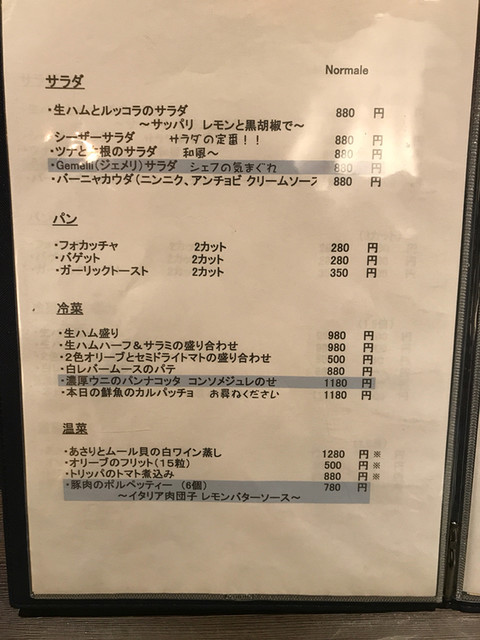 Normale
サラダ
・生ハムとルッコラのサラダ 880 円
～サッパリ レモンと黒胡椒で～
シーザーサラダ サラダの定番！！ 880 円
・ツナと大根のサラダ 和風～ 880 円
・Gemelli(ジェメリ)サラダ シェフの気まぐれ 880 円
・バーニャカウダ(ニンニク、アンチョビ クリームソース 880 円
パン
・フォカッチャ 2カット 280 円
・バゲット 2カット 280 円
・ガーリックトースト 2カット 350 円
冷菜
・生ハム盛り 980 円
・生ハムハーフ＆サラミの盛り合わせ 980 円
・2色オリーブとセミドライトマトの盛り合わせ 500 円
・白レバームースのパテ 880 円
・濃厚ウニのパンナコッタ コンソメジュレのせ 1180 円
・本日の鮮魚のカルパッチョ お尋ねください 1180 円
温菜
・あさりとムール貝の白ワイン蒸し 1280 円 ※
・オリーブのフリット(15粒) 500 円 ※
・トリッパのトマト煮込み 880 円 ※
・豚肉のポルペッティー (6個) 780 円
～イタリア肉団子 レモンバターソース～